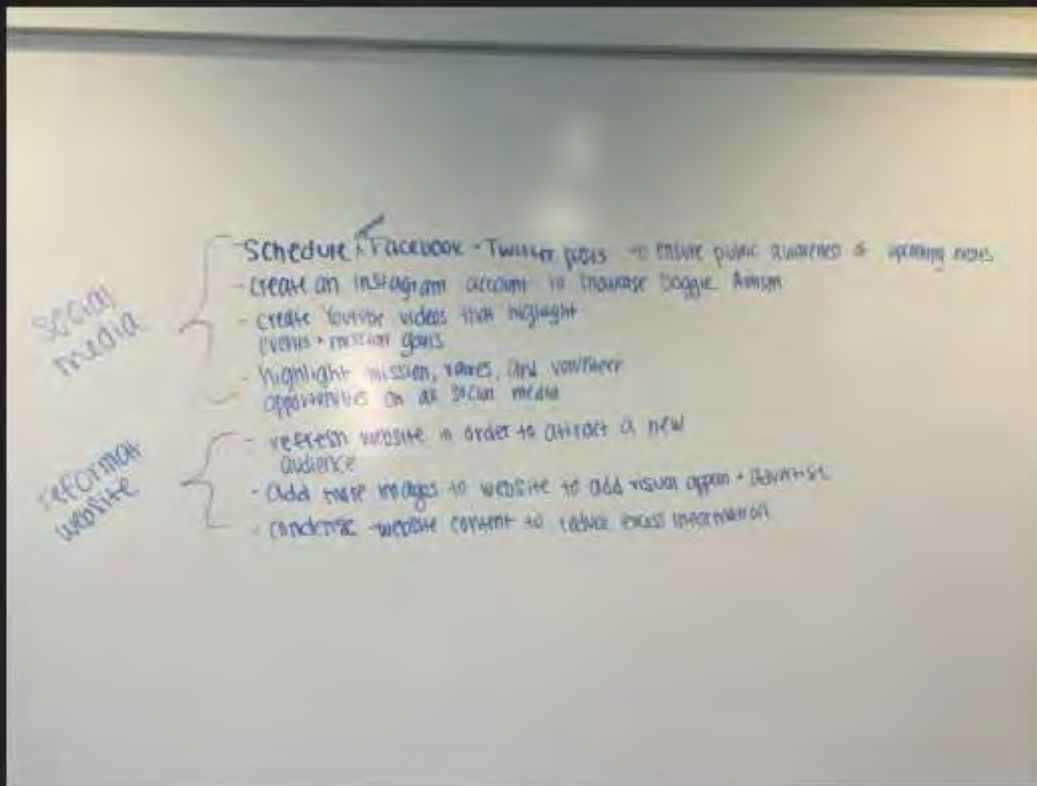 social media
- Schedule Facebook + Twitter posts to ensure public awareness of upcoming
- create an instagram account to showcase Doggie
- create Youtube videos that highlight
events + mission goals
- highlight mission, values, and volunteer
opportunities on all social media
reformat website
- refresh website in order to attract a new
audience
- add more images to website to add visual appeal + advertise
- condense website content to reduce excess information